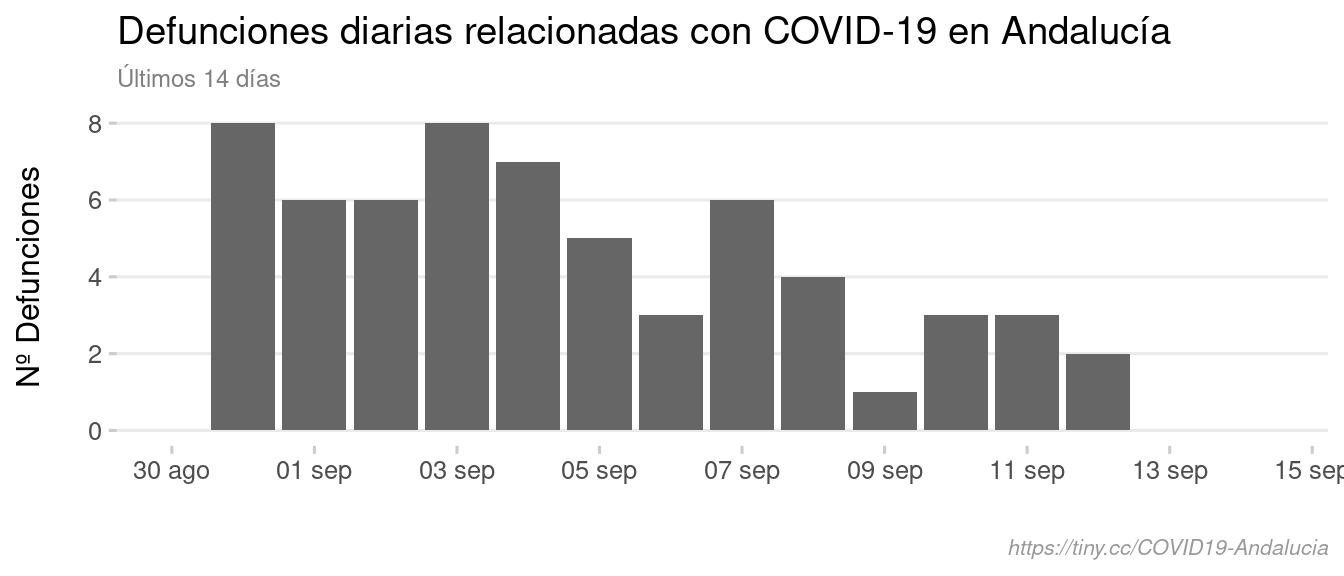 Defunciones diarias relacionadas con COVID-19 en Andalucía
Últimos 14 días
Nº Defunciones
8
6
4
2
0
30 ago 01 sep 03 sep 05 sep 07 sep 09 sep 11 sep 13 sep 15 sep
https://tiny.cc/COVID19-Andalucia